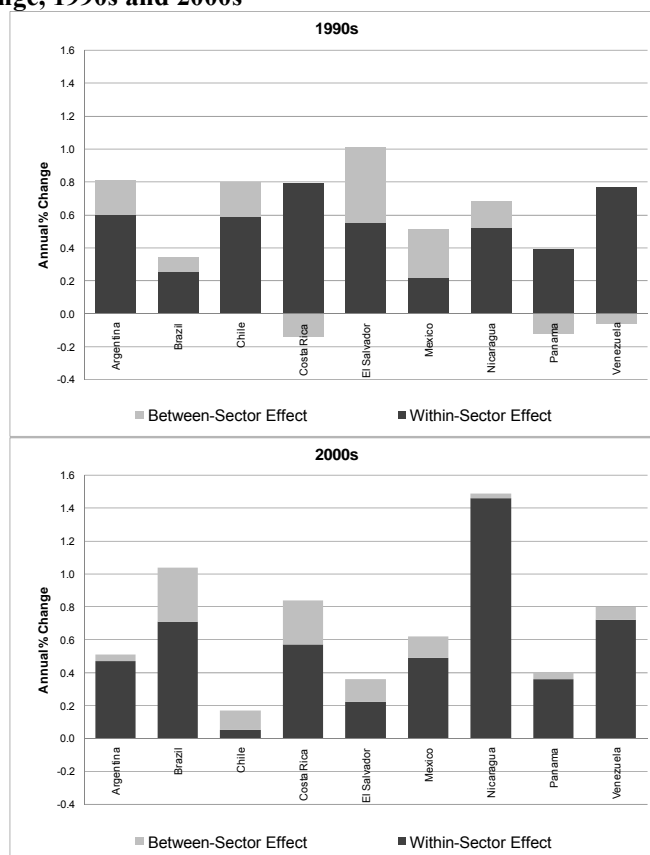 nge, 1990s and 2000s
1990s
1.6
1.4
1.2
1.0
0.8
0.6
0.4
0.2
0.0
-0.2
-0.4
Annual % Change
Argentina
Brazil
Chile
Costa Rica
El Salvador
Mexico
Nicaragua
Panama
Venezuela
Between-Sector Effect Within-Sector Effect
2000s
1.6
1.4
1.2
1.0
0.8
0.6
0.4
0.2
0.0
-0.2
-0.4
Annual % Change
Argentina
Brazil
Chile
Costa Rica
El Salvador
Mexico
Nicaragua
Panama
Venezuela
Between-Sector Effect Within-Sector Effect